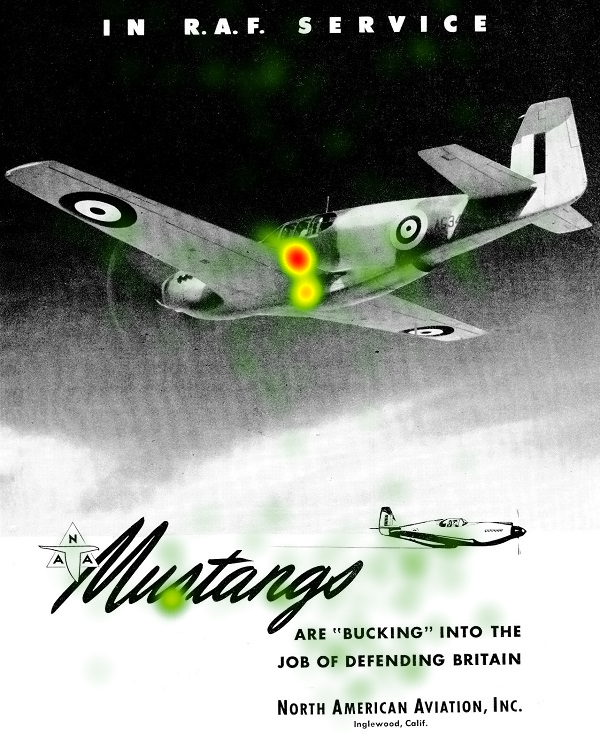 IN R.A.F. SERVICE
N
A A
Mustangs
ARE "BUCKING" INTO THE
JOB OF DEFENDING BRITAIN
NORTH AMERICAN AVIATION, INC.
Inglewood, Calif.